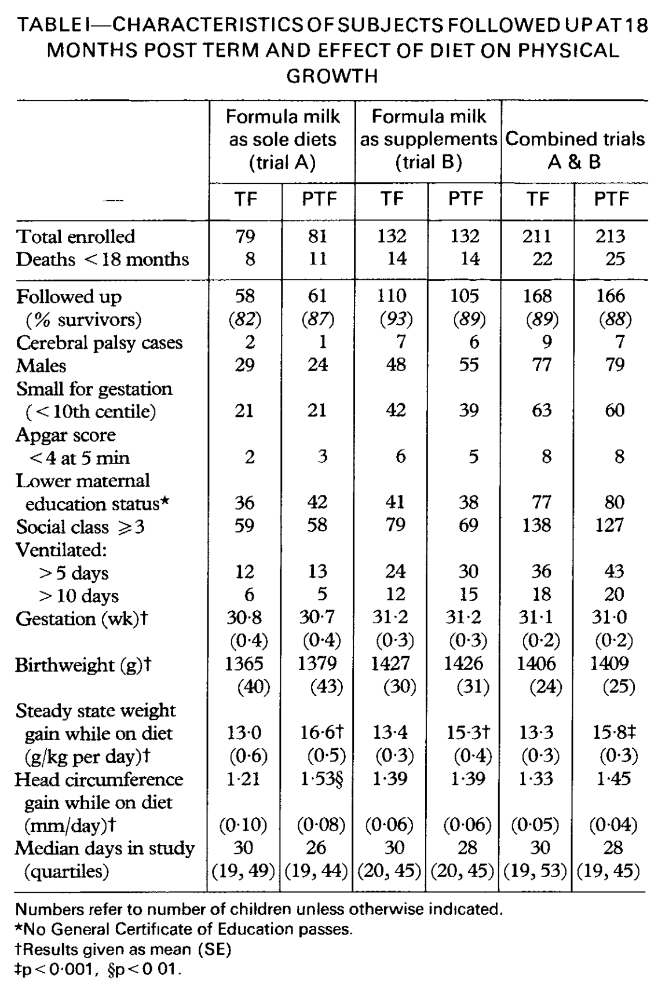 TABLE I—CHARACTERISTICS OF SUBJECTS FOLLOWED UP AT 18
MONTHS POST TERM AND EFFECT OF DIET ON PHYSICAL
GROWTH
Formula milk Formula milk
as sole diets as supplements Combined trials
(trial A) (trial B) A & B
— TF PTF TF PTF TF PTF
Total enrolled 79 81 132 132 211 213
Deaths <18 months 8 11 14 14 22 25
Followed up 58 61 110 105 168 166
(% survivors) (82) (87) (93) (89) (89) (88)
Cerebral palsy cases 2 1 7 6 9 7
Males 29 24 48 55 77 79
Small for gestation
(<10th centile) 21 21 42 39 63 60
Apgar score
<4 at 5 min 2 3 6 5 8 8
Lower maternal
education status* 36 42 41 38 77 80
Social class ⩾3 59 58 79 69 138 127
Ventilated:
>5 days 12 13 24 30 36 43
>10 days 6 5 12 15 18 20
Gestation (wk)† 30·8 30·7 31·2 31·2 31·1 31·0
(0·4) (0·4) (0·3) (0·3) (0·2) (0·2)
Birthweight (g)† 1365 1379 1427 1426 1406 1409
(40) (43) (30) (31) (24) (25)
Steady state weight
gain while on diet 13·0 16·6† 13·4 15·3† 13·3 15·8‡
(g/kg per day)† (0·6) (0·5) (0·3) (0·4) (0·3) (0·3)
Head circumference 1·21 1·53§ 1·39 1·39 1·33 1·45
gain while on diet
(mm/day)† (0·10) (0·08) (0·06) (0·06) (0·05) (0·04)
Median days in study 30 26 30 28 30 28
(quartiles) (19, 49) (19, 44) (20, 45) (20, 45) (19, 53) (19, 45)
Numbers refer to number of children unless otherwise indicated.
*No General Certificate of Education passes.
†Results given as mean (SE)
‡p<0·001, §p<0 01.